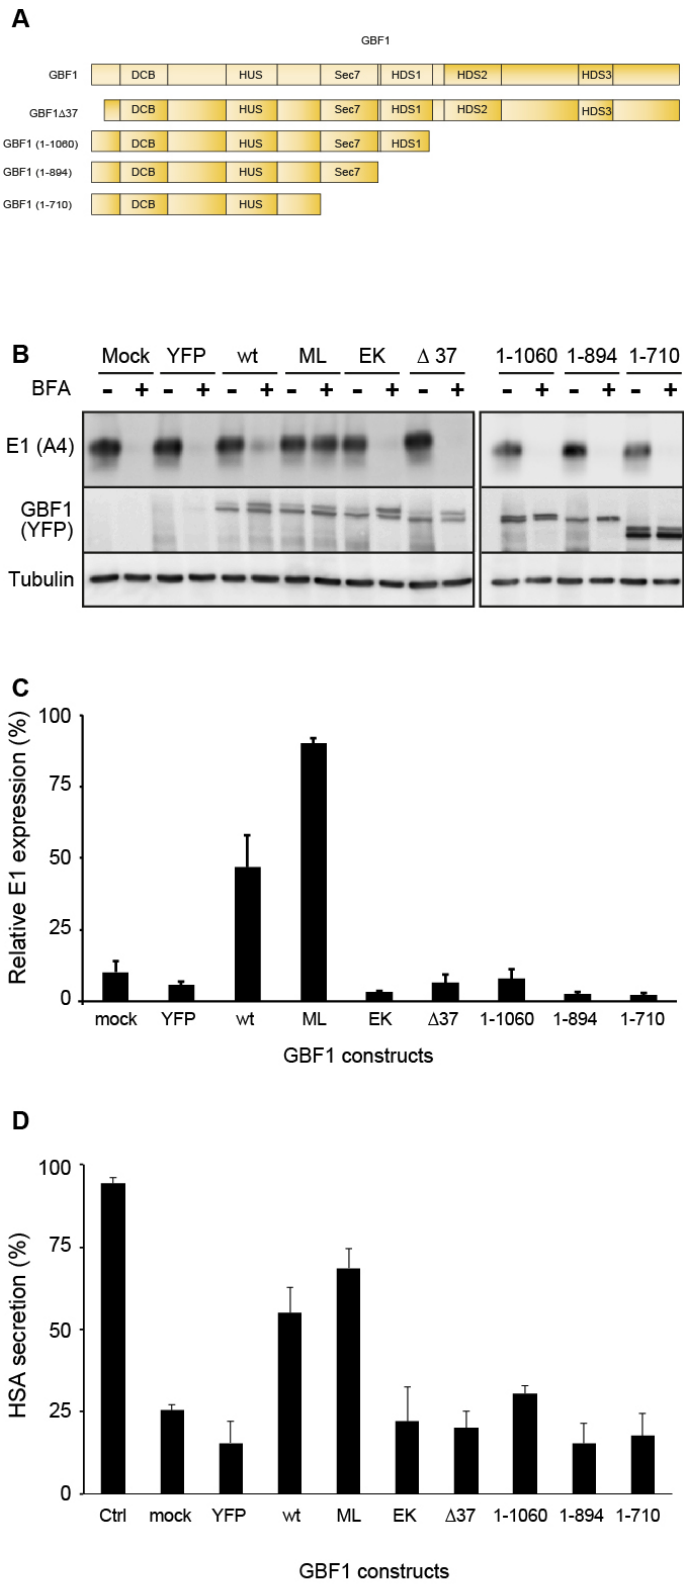 A
GBF1
GBF1 DCB HUS Sec7 HDS1 HDS2 HDS3
GBF1Δ37 DCB HUS Sec7 HDS1 HDS2 HDS3
GBF1 (1-1060) DCB HUS Sec7 HDS1
GBF1 (1-894) DCB HUS Sec7
GBF1 (1-710) DCB HUS
B Mock YFP wt ML EK Δ 37 1-1060 1-894 1-710
BFA - + - + - + - + - + - + - + - + - +
E1 (A4)
GBF1
(YFP)
Tubulin
C
Relative E1 expression (%)
100
75
50
25
0
mock YFP wt ML EK Δ37 1-1060 1-894 1-710
GBF1 constructs
D
HSA secretion (%)
100
75
50
25
0
Ctrl mock YFP wt ML EK Δ37 1-1060 1-894 1-710
GBF1 constructs